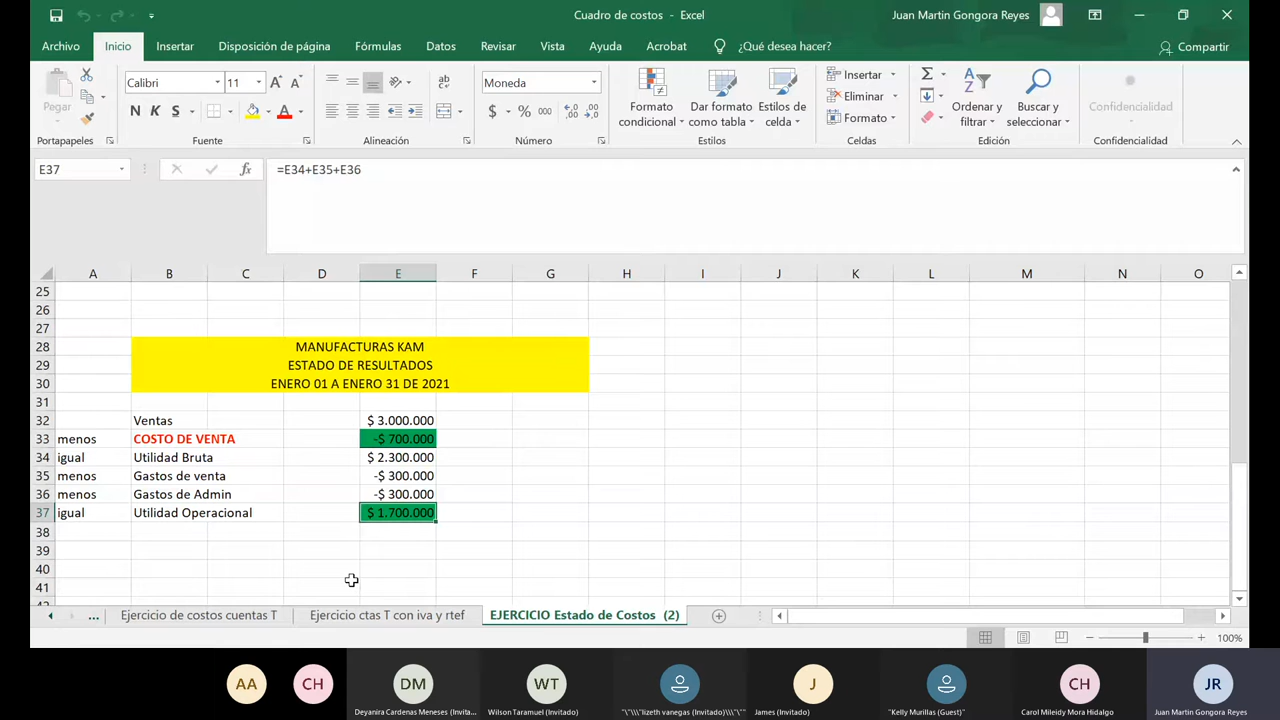 Cuadro de costos - Excel
Juan Martin Gongora Reyes
Archivo Inicio Insertar Disposición de página Fórmulas Datos Revisar Vista Ayuda Acrobat ¿Qué desea hacer? Compartir
Pegar
Calibri 11
N K S
ab
Moneda
$ % 000
Formato condicional
Dar formato como tabla
Estilos de celda
Insertar
Eliminar
Formato
Ordenar y filtrar
Buscar y seleccionar
Confidencialidad
Portapapeles Fuente Alineación Número Estilos Celdas Edición Confidencialidad
E37 fx =E34+E35+E36
A B C D E F G H I J K L M N O
25
26
27
28 MANUFACTURAS KAM
29 ESTADO DE RESULTADOS
30 ENERO 01 A ENERO 31 DE 2021
31
32 Ventas $ 3.000.000
33 menos COSTO DE VENTA -$ 700.000
34 igual Utilidad Bruta $ 2.300.000
35 menos Gastos de venta -$ 300.000
36 menos Gastos de Admin -$ 300.000
37 igual Utilidad Operacional $ 1.700.000
38
39
40
41
... Ejercicio de costos cuentas T Ejercicio ctas T con iva y rtef EJERCICIO Estado de Costos (2)
100%
AA CH DM WT J CH JR
Deyanira Cardenas Meneses (Invita... Wilson Taramuel (Invitado) "\"\\\"lizeth vanegas (Invitado)\\\"\"" James (Invitado) "Kelly Murillas (Guest)" Carol Mileidy Mora Hidalgo Juan Martin Gongora Reyes